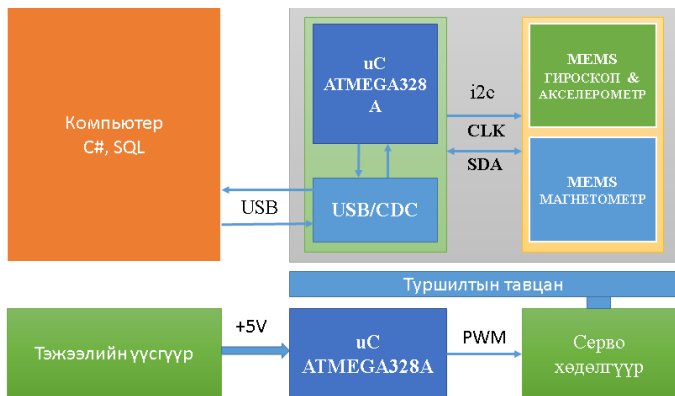 Компьютер
C#, SQL
USB
uC
ATMEGA328
A
USB/CDC
i2c
CLK
SDA
MEMS
ГИРОСКОП &
АКСЕЛЕРОМЕТР
MEMS
МАГНЕТОМЕТР
Туршилтын тавцан
Тэжээлийн үүсгүүр
+5V
uC
ATMEGA328A
PWM
Серво
хөдөлгүүр